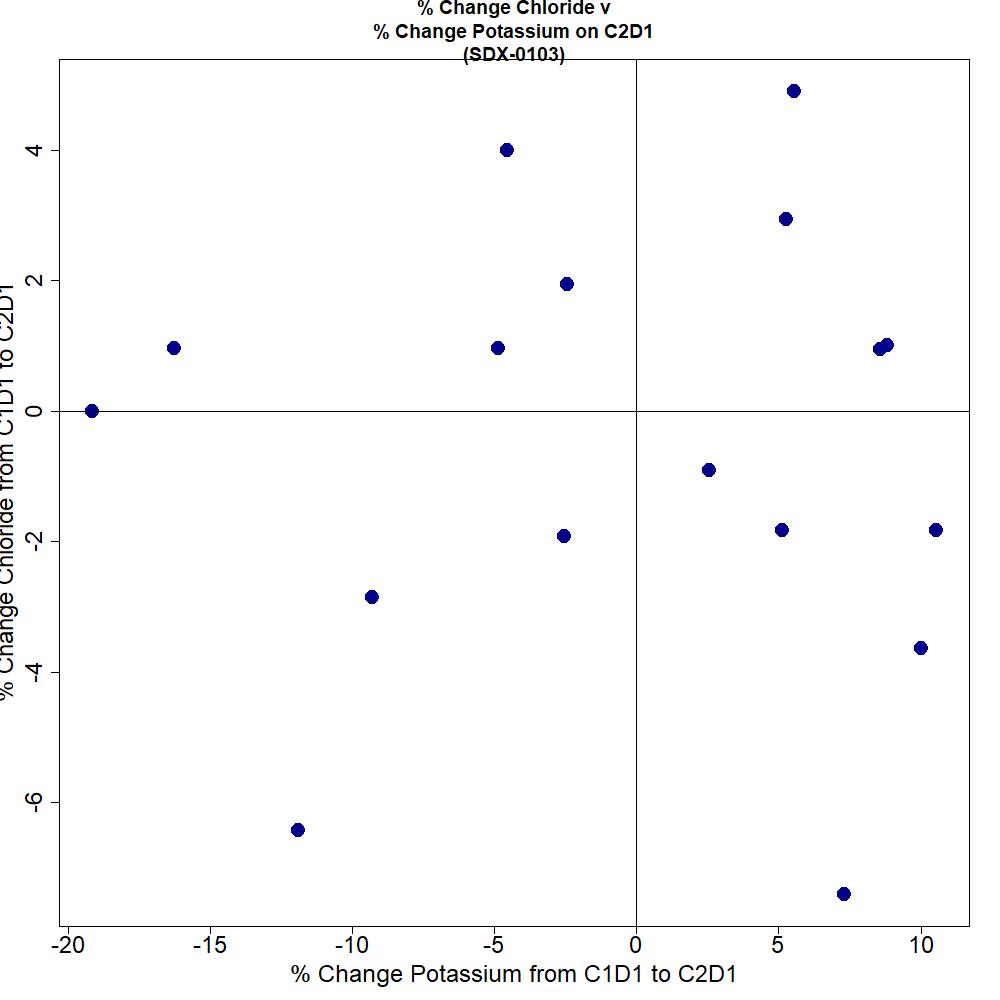 % Change Chloride v
% Change Potassium on C2D1
(SDX-0103)
% Change Chloride from C1D1 to C2D1
4
2
0
-2
-4
-6
-20
-15
-10
-5
0
5
10
% Change Potassium from C1D1 to C2D1